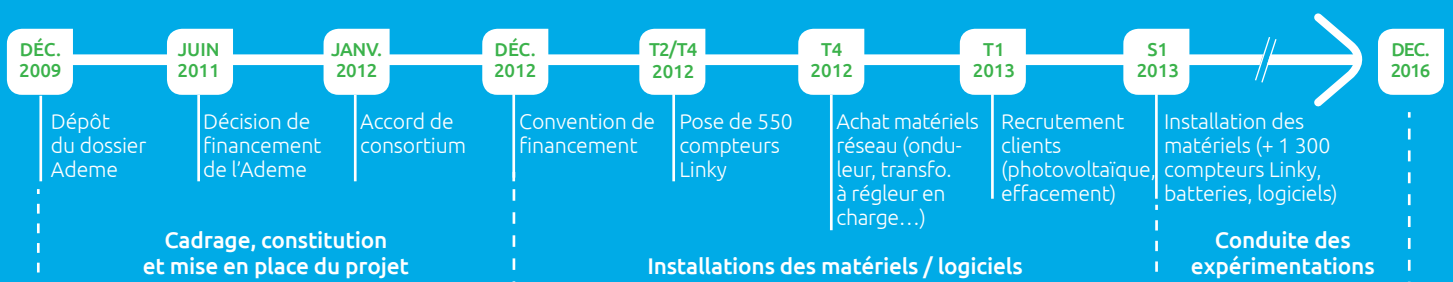 DÉC.
2009
JUIN
2011
JANV.
2012
DÉC.
2012
T2/T4
2012
T4
2012
T1
2013
S1
2013
DEC.
2016
Dépôt
du dossier
Ademe
Décision de
financement
de l'Ademe
Accord de
consortium
Convention de
financement
Pose de 550
compteurs
Linky
Achat matériels
réseau (ondu-
leur, transfo.
à régleur en
charge…)
Recrutement
clients
(photovoltaïque,
effacement)
Installation des
matériels (+ 1 300
compteurs Linky,
batteries, logiciels)
Cadrage, constitution
et mise en place du projet
Installations des matériels / logiciels
Conduite des
expérimentations